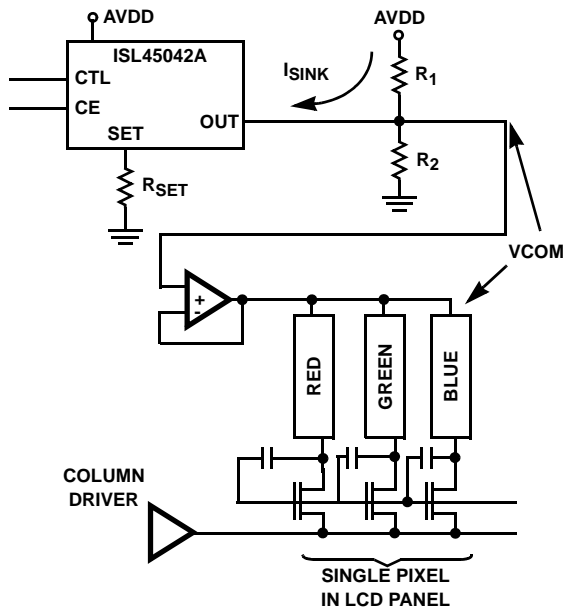 AVDD
AVDD
ISL45042A
ISINK
CTL
R1
CE
OUT
SET
R2
RSET
VCOM
+
-
RED
GREEN
BLUE
COLUMN
DRIVER
SINGLE PIXEL
IN LCD PANEL